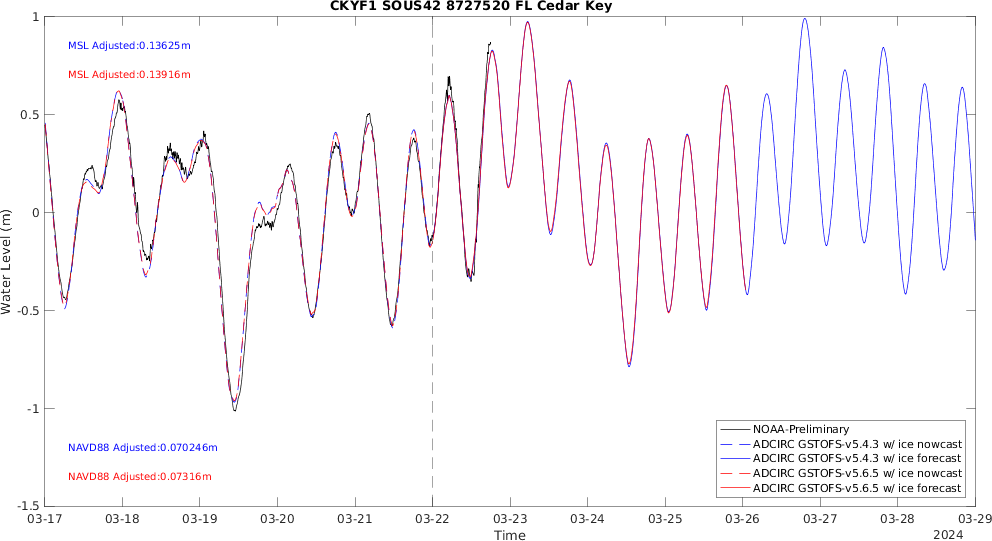 CKYF1 SOUS42 8727520 FL Cedar Key
MSL Adjusted:0.13625m
MSL Adjusted:0.13916m
NAVD88 Adjusted:0.070246m
NAVD88 Adjusted:0.07316m
Water Level (m)
1
0.5
0
-0.5
-1
-1.5
NOAA-Preliminary
ADCIRC GSTOFS-v5.4.3 w/ ice nowcast
ADCIRC GSTOFS-v5.4.3 w/ ice forecast
ADCIRC GSTOFS-v5.6.5 w/ ice nowcast
ADCIRC GSTOFS-v5.6.5 w/ ice forecast
03-17 03-18 03-19 03-20 03-21 03-22 03-23 03-24 03-25 03-26 03-27 03-28 03-29
Time
2024